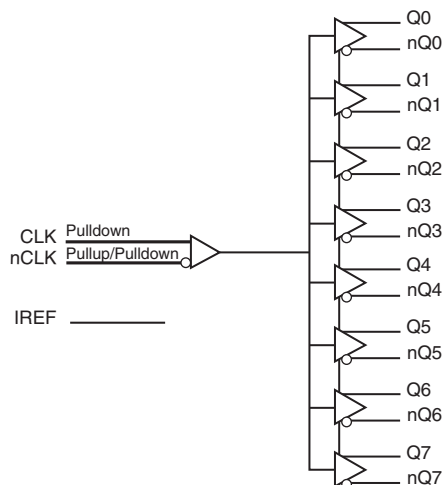 Q0
nQ0
Q1
nQ1
Q2
nQ2
Q3
nQ3
CLK Pulldown
nCLK Pullup/Pulldown
Q4
nQ4
IREF
Q5
nQ5
Q6
nQ6
Q7
nQ7